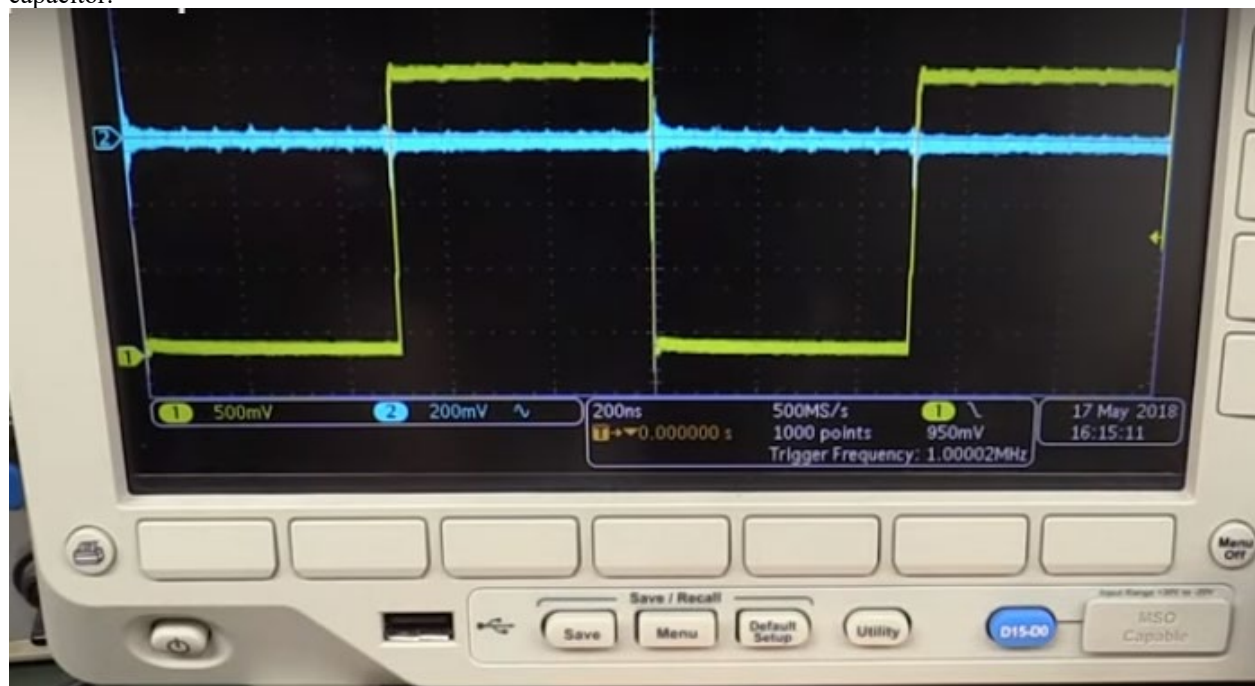 capacitor.
2
1
1 500mV 2 200mV ∿ 200ns 500MS/s 1 \ 17 May 2018
T→▼0.000000 s 1000 points 950mV 16:15:11
Trigger Frequency: 1.00002MHz
Menu Off
Save / Recall
Save Menu Default Setup Utility D15-D0 MSO Capable